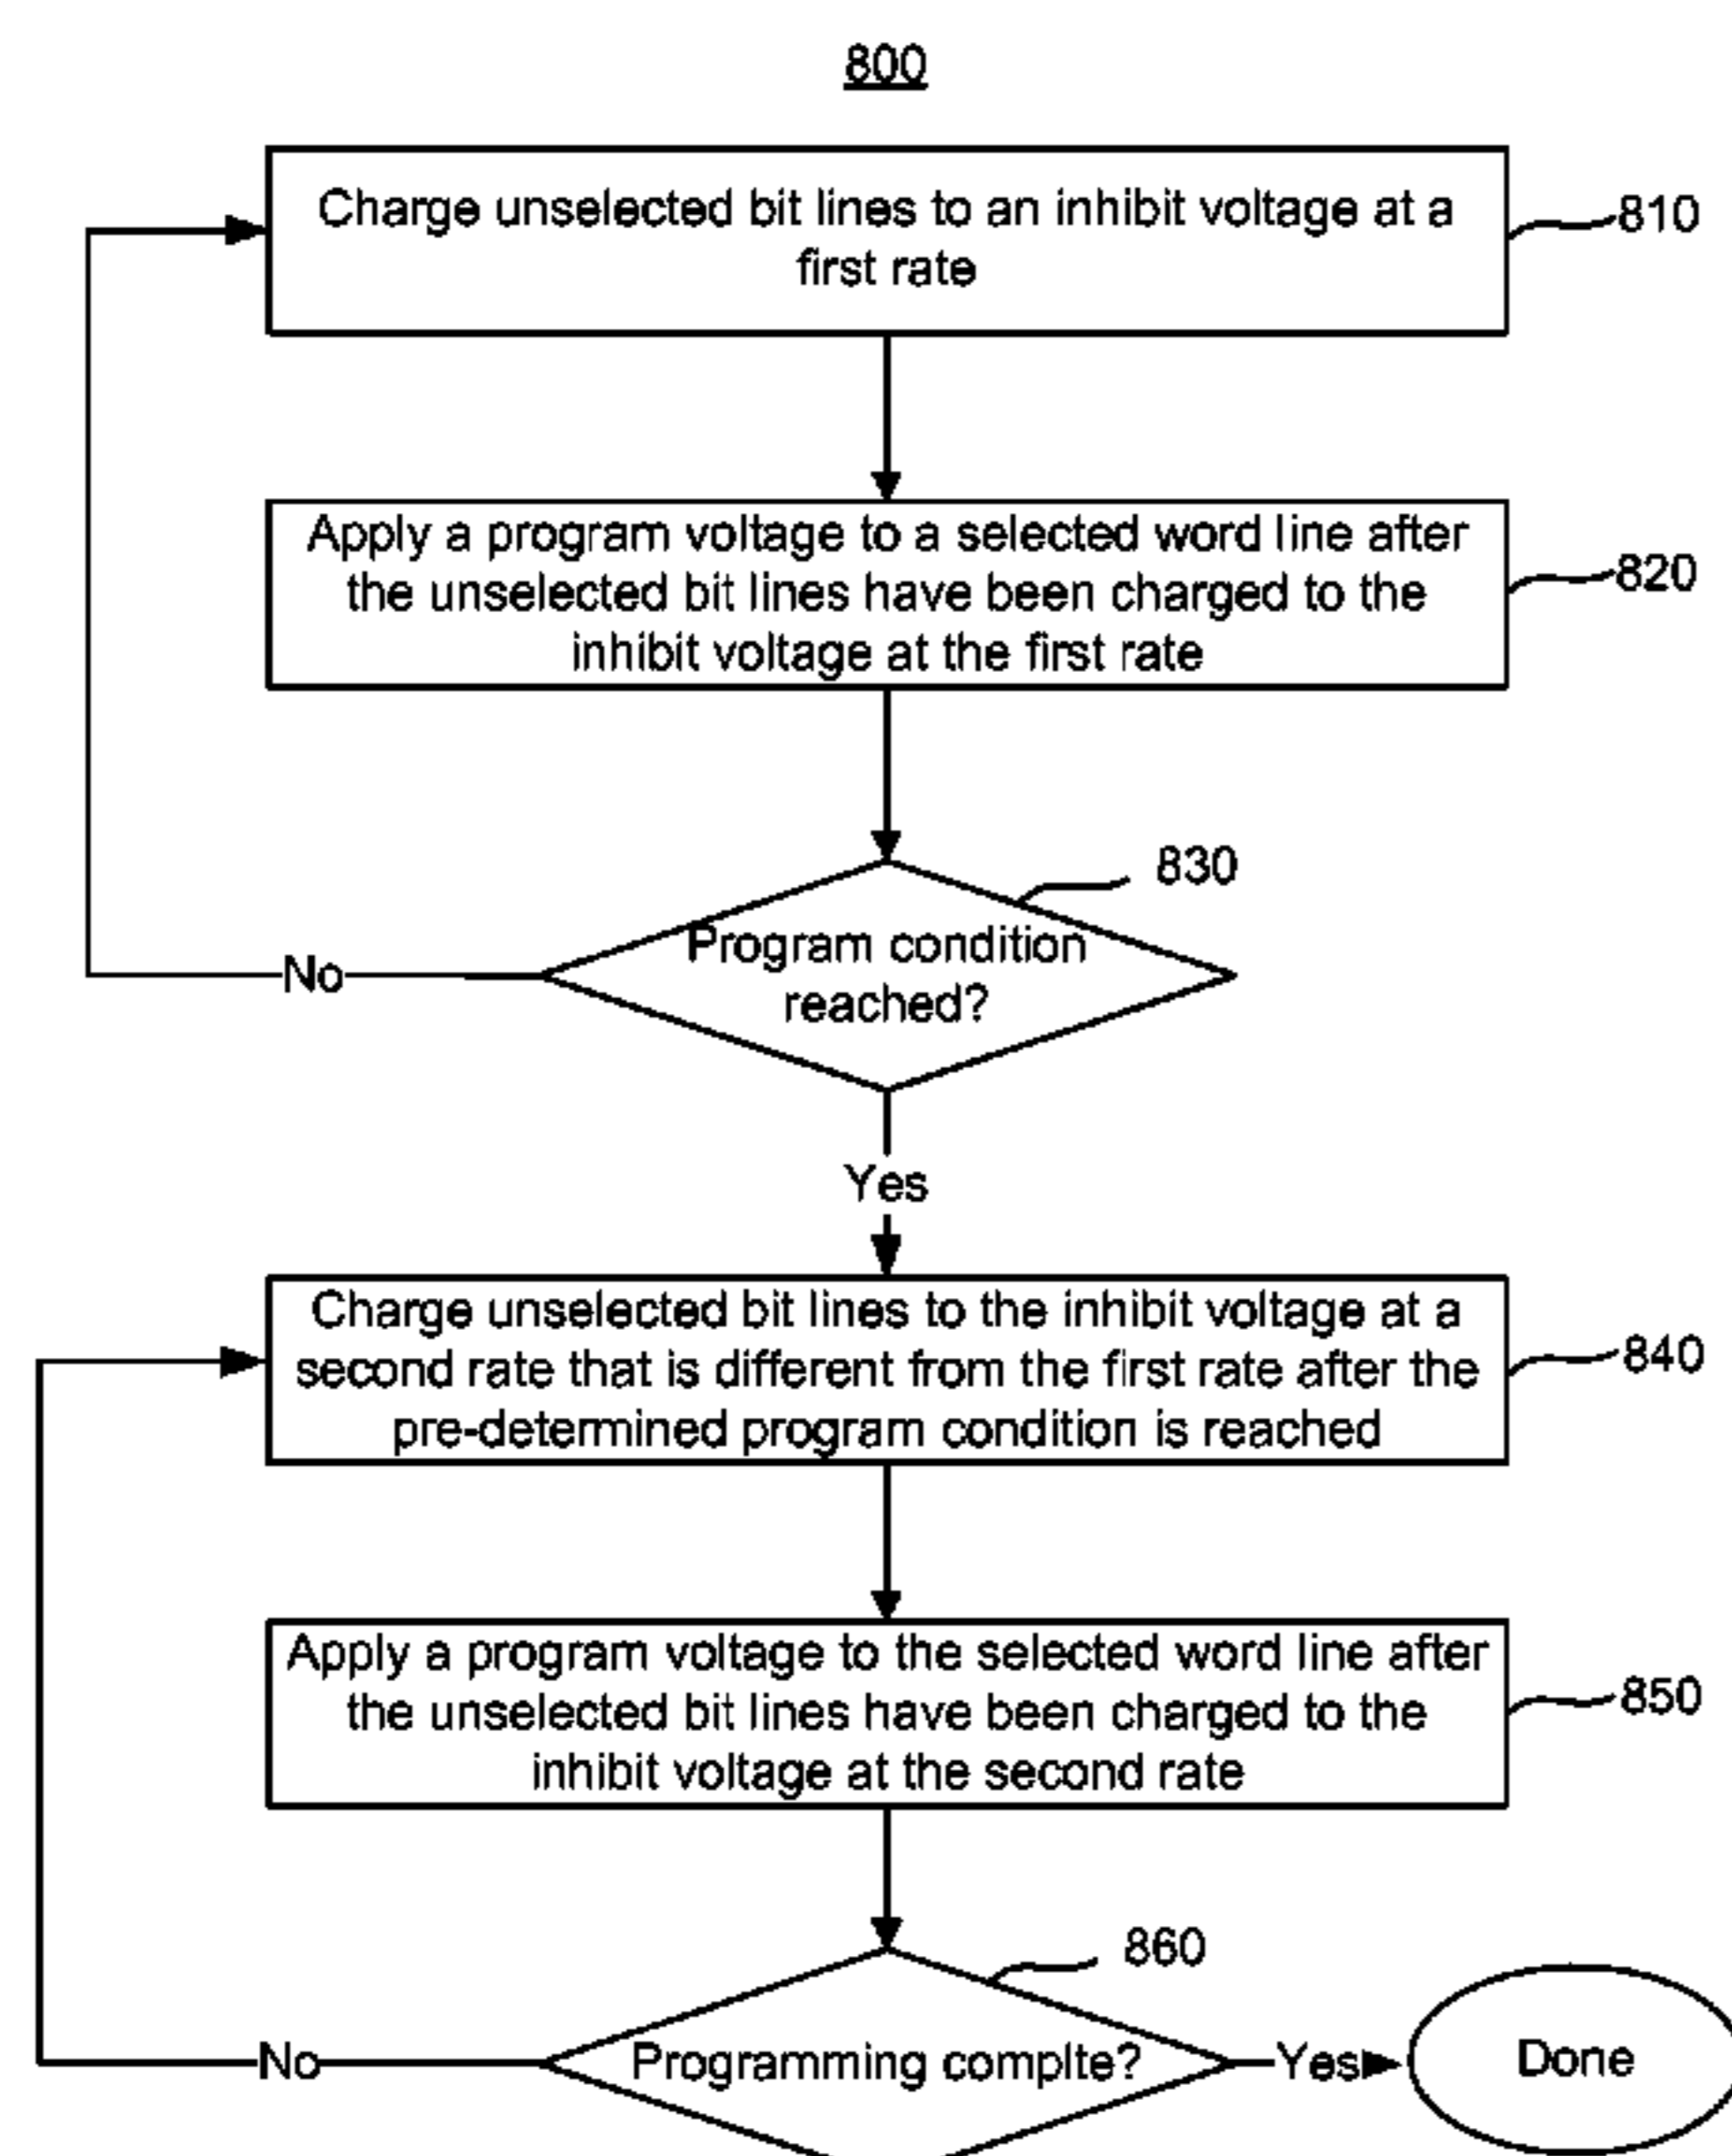 800
Charge unselected bit lines to an inhibit voltage at a
first rate
810
Apply a program voltage to a selected word line after
the unselected bit lines have been charged to the
inhibit voltage at the first rate
820
830
Program condition
reached?
No
Yes
Charge unselected bit lines to the inhibit voltage at a
second rate that is different from the first rate after the
pre-determined program condition is reached
840
Apply a program voltage to the selected word line after
the unselected bit lines have been charged to the
inhibit voltage at the second rate
850
860
No
Programming complte?
Yes
Done